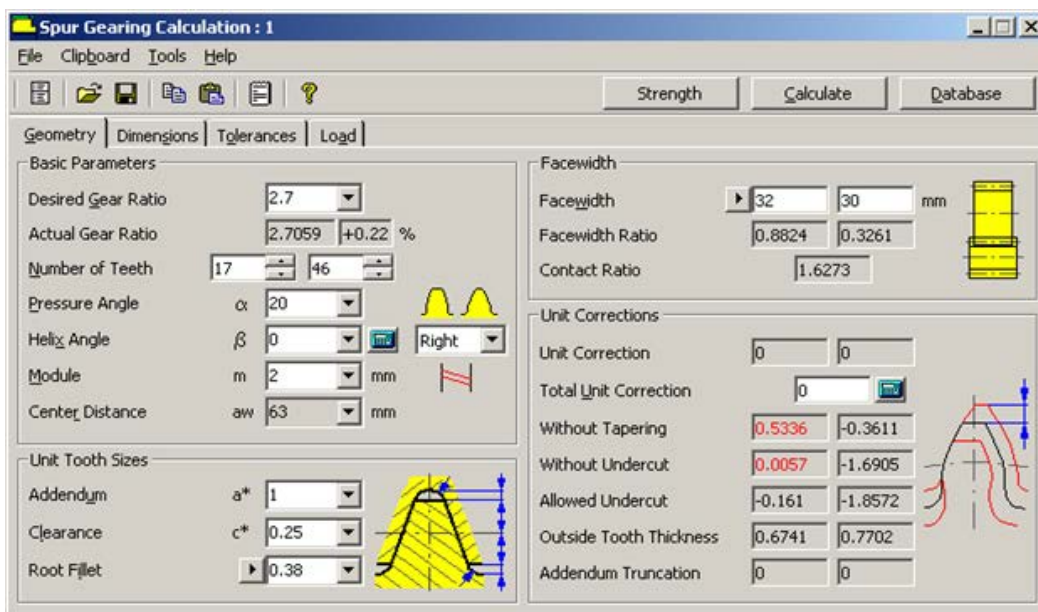 Spur Gearing Calculation : 1
File Clipboard Tools Help
Strength Calculate Database
Geometry Dimensions Tolerances Load
Basic Parameters
Desired Gear Ratio 2.7
Actual Gear Ratio 2.7059 +0.22 %
Number of Teeth 17 46
Pressure Angle α 20
Helix Angle β 0 Right
Module m 2 mm
Center Distance aw 63 mm
Unit Tooth Sizes
Addendum a* 1
Clearance c* 0.25
Root Fillet 0.38
Facewidth
Facewidth 32 30 mm
Facewidth Ratio 0.8824 0.3261
Contact Ratio 1.6273
Unit Corrections
Unit Correction 0 0
Total Unit Correction 0
Without Tapering 0.5336 -0.3611
Without Undercut 0.0057 -1.6905
Allowed Undercut -0.161 -1.8572
Outside Tooth Thickness 0.6741 0.7702
Addendum Truncation 0 0